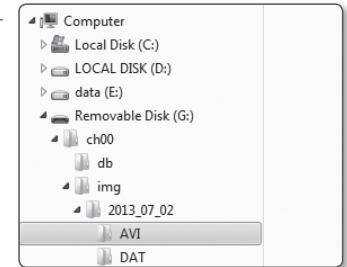 Computer
Local Disk (C:)
LOCAL DISK (D:)
data (E:)
Removable Disk (G:)
ch00
db
img
2013_07_02
AVI
DAT